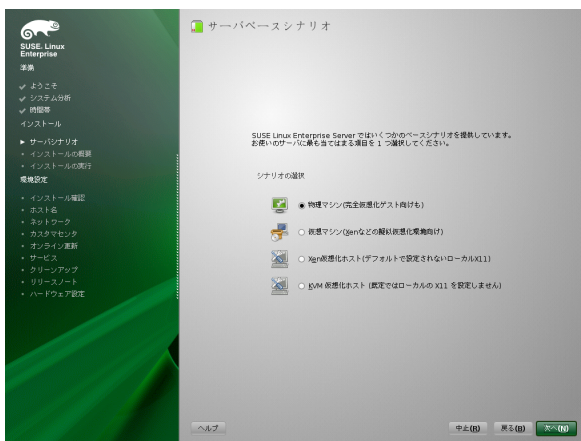 SUSE. Linux
Enterprise
準備
ようこそ
システム分析
時間帯
インストール
サーバシナリオ
インストールの概要
インストールの実行
環境設定
インストール確認
ホスト名
ネットワーク
カスタマセンタ
オンライン更新
サービス
クリーンアップ
リリースノート
ハードウェア設定
サーバベースシナリオ
SUSE Linux Enterprise Server ではいくつかのベースシナリオを提供しています。
お使いのサーバに最も当てはまる項目を 1 つ選択してください。
シナリオの選択
物理マシン(完全仮想化ゲスト向けも)
仮想マシン(Xenなどの擬似仮想化環境向け)
Xen仮想化ホスト(デフォルトで設定されないローカルX11)
KVM 仮想化ホスト (既定ではローカルの X11 を設定しません)
ヘルプ
中止(R)
戻る(B)
次へ(N)